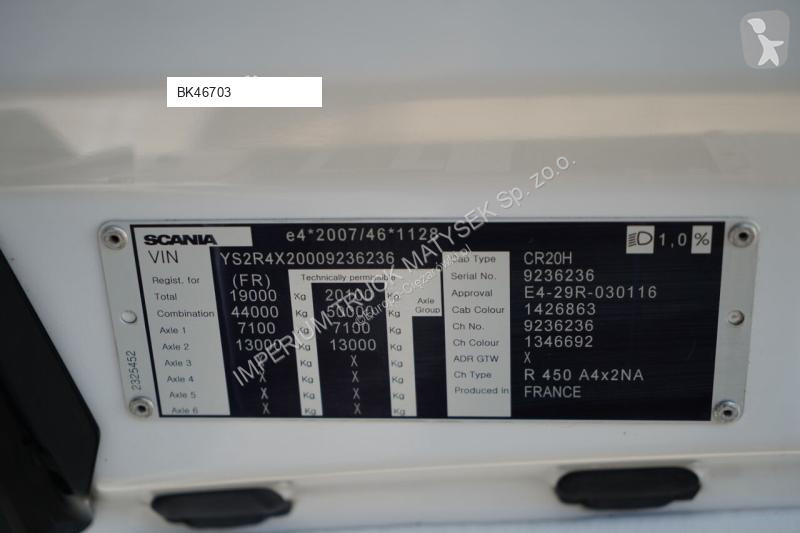 BK46703
SCANIA e4*2007/46*1128
1,0 %
VIN YS2R4X20009236236
Regist. for (FR) Technically permissible
Total 19000 Kg Kg
Combination 44000 Kg Kg Axle Group
Axle 1 7100 Kg 7100 Kg
Axle 2 13000 Kg 13000 Kg
Axle 3 X Kg X Kg
Axle 4 X Kg X Kg
Axle 5 X Kg X Kg
Axle 6 X Kg X Kg
Cab Type CR20H
Serial No. 9236236
Approval E4-29R-030116
Cab Colour 1426863
Ch No. 9236236
Ch Colour 1346692
ADR GTW X
Ch Type R 450 A4x2NA
Produced in FRANCE
2325452
IMPERIUM TRUCK MATYSEK Sp. zo.o.